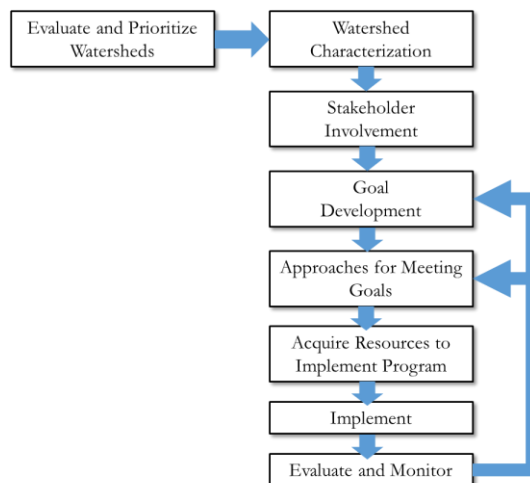 Evaluate and Prioritize
Watersheds
Watershed
Characterization
Stakeholder
Involvement
Goal
Development
Approaches for Meeting
Goals
Acquire Resources to
Implement Program
Implement
Evaluate and Monitor